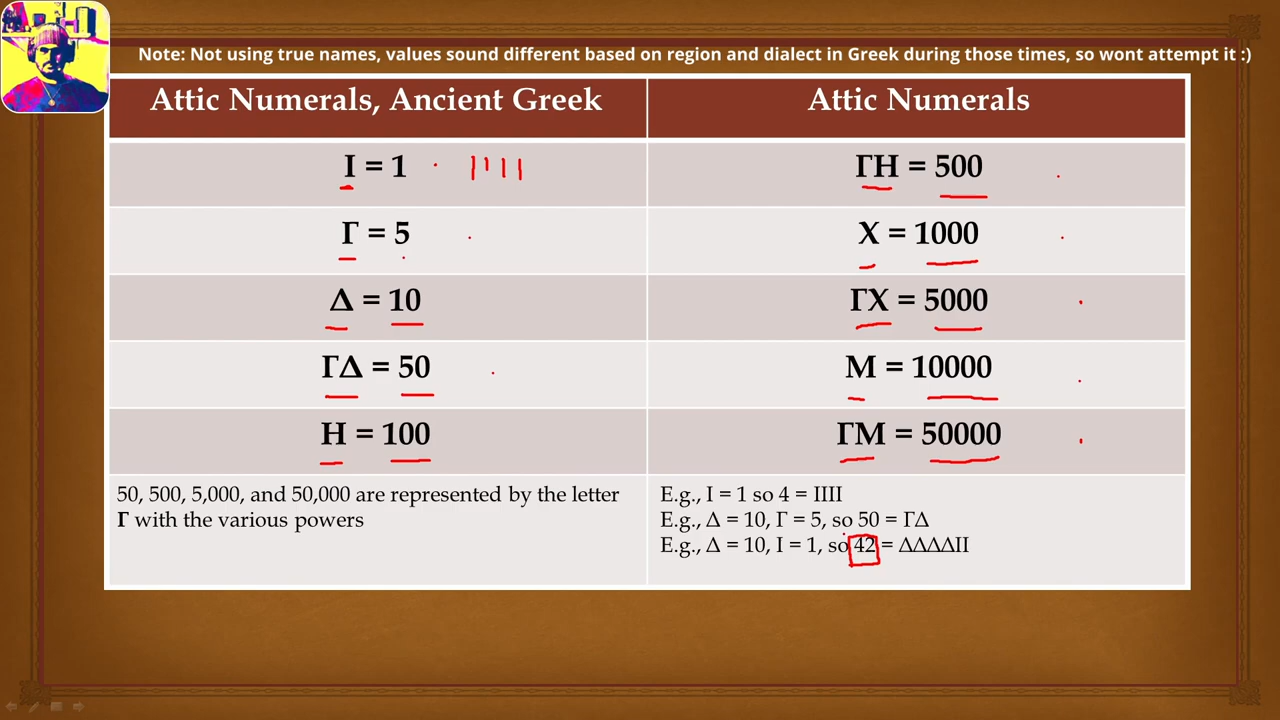 Note: Not using true names, values sound different based on region and dialect in Greek during those times, so wont attempt it :)
Attic Numerals, Ancient Greek
Attic Numerals
Ι = 1
ΓΗ = 500
Γ = 5
Χ = 1000
Δ = 10
ΓΧ = 5000
ΓΔ = 50
Μ = 10000
Η = 100
ΓΜ = 50000
50, 500, 5,000, and 50,000 are represented by the letter
Γ with the various powers
E.g., I = 1 so 4 = IIII
E.g., Δ = 10, Γ = 5, so 50 = ΓΔ
E.g., Δ = 10, I = 1, so 42 = ΔΔΔΔII